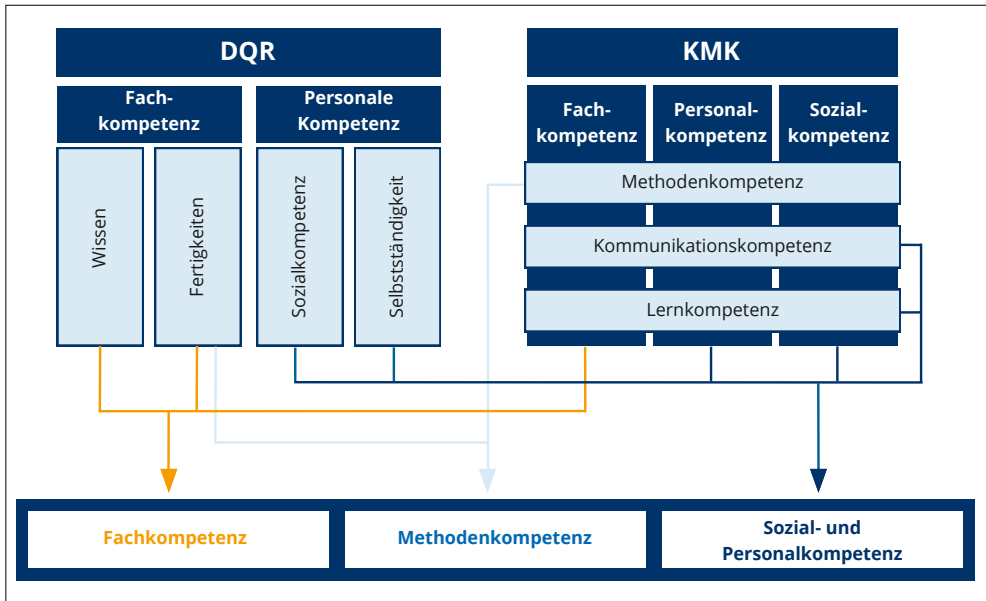 DQR
Fach-
kompetenz
Personale
Kompetenz
Wissen
Fertigkeiten
Sozialkompetenz
Selbstständigkeit
KMK
Fach-
kompetenz
Personal-
kompetenz
Sozial-
kompetenz
Methodenkompetenz
Kommunikationskompetenz
Lernkompetenz
Fachkompetenz
Methodenkompetenz
Sozial- und
Personalkompetenz